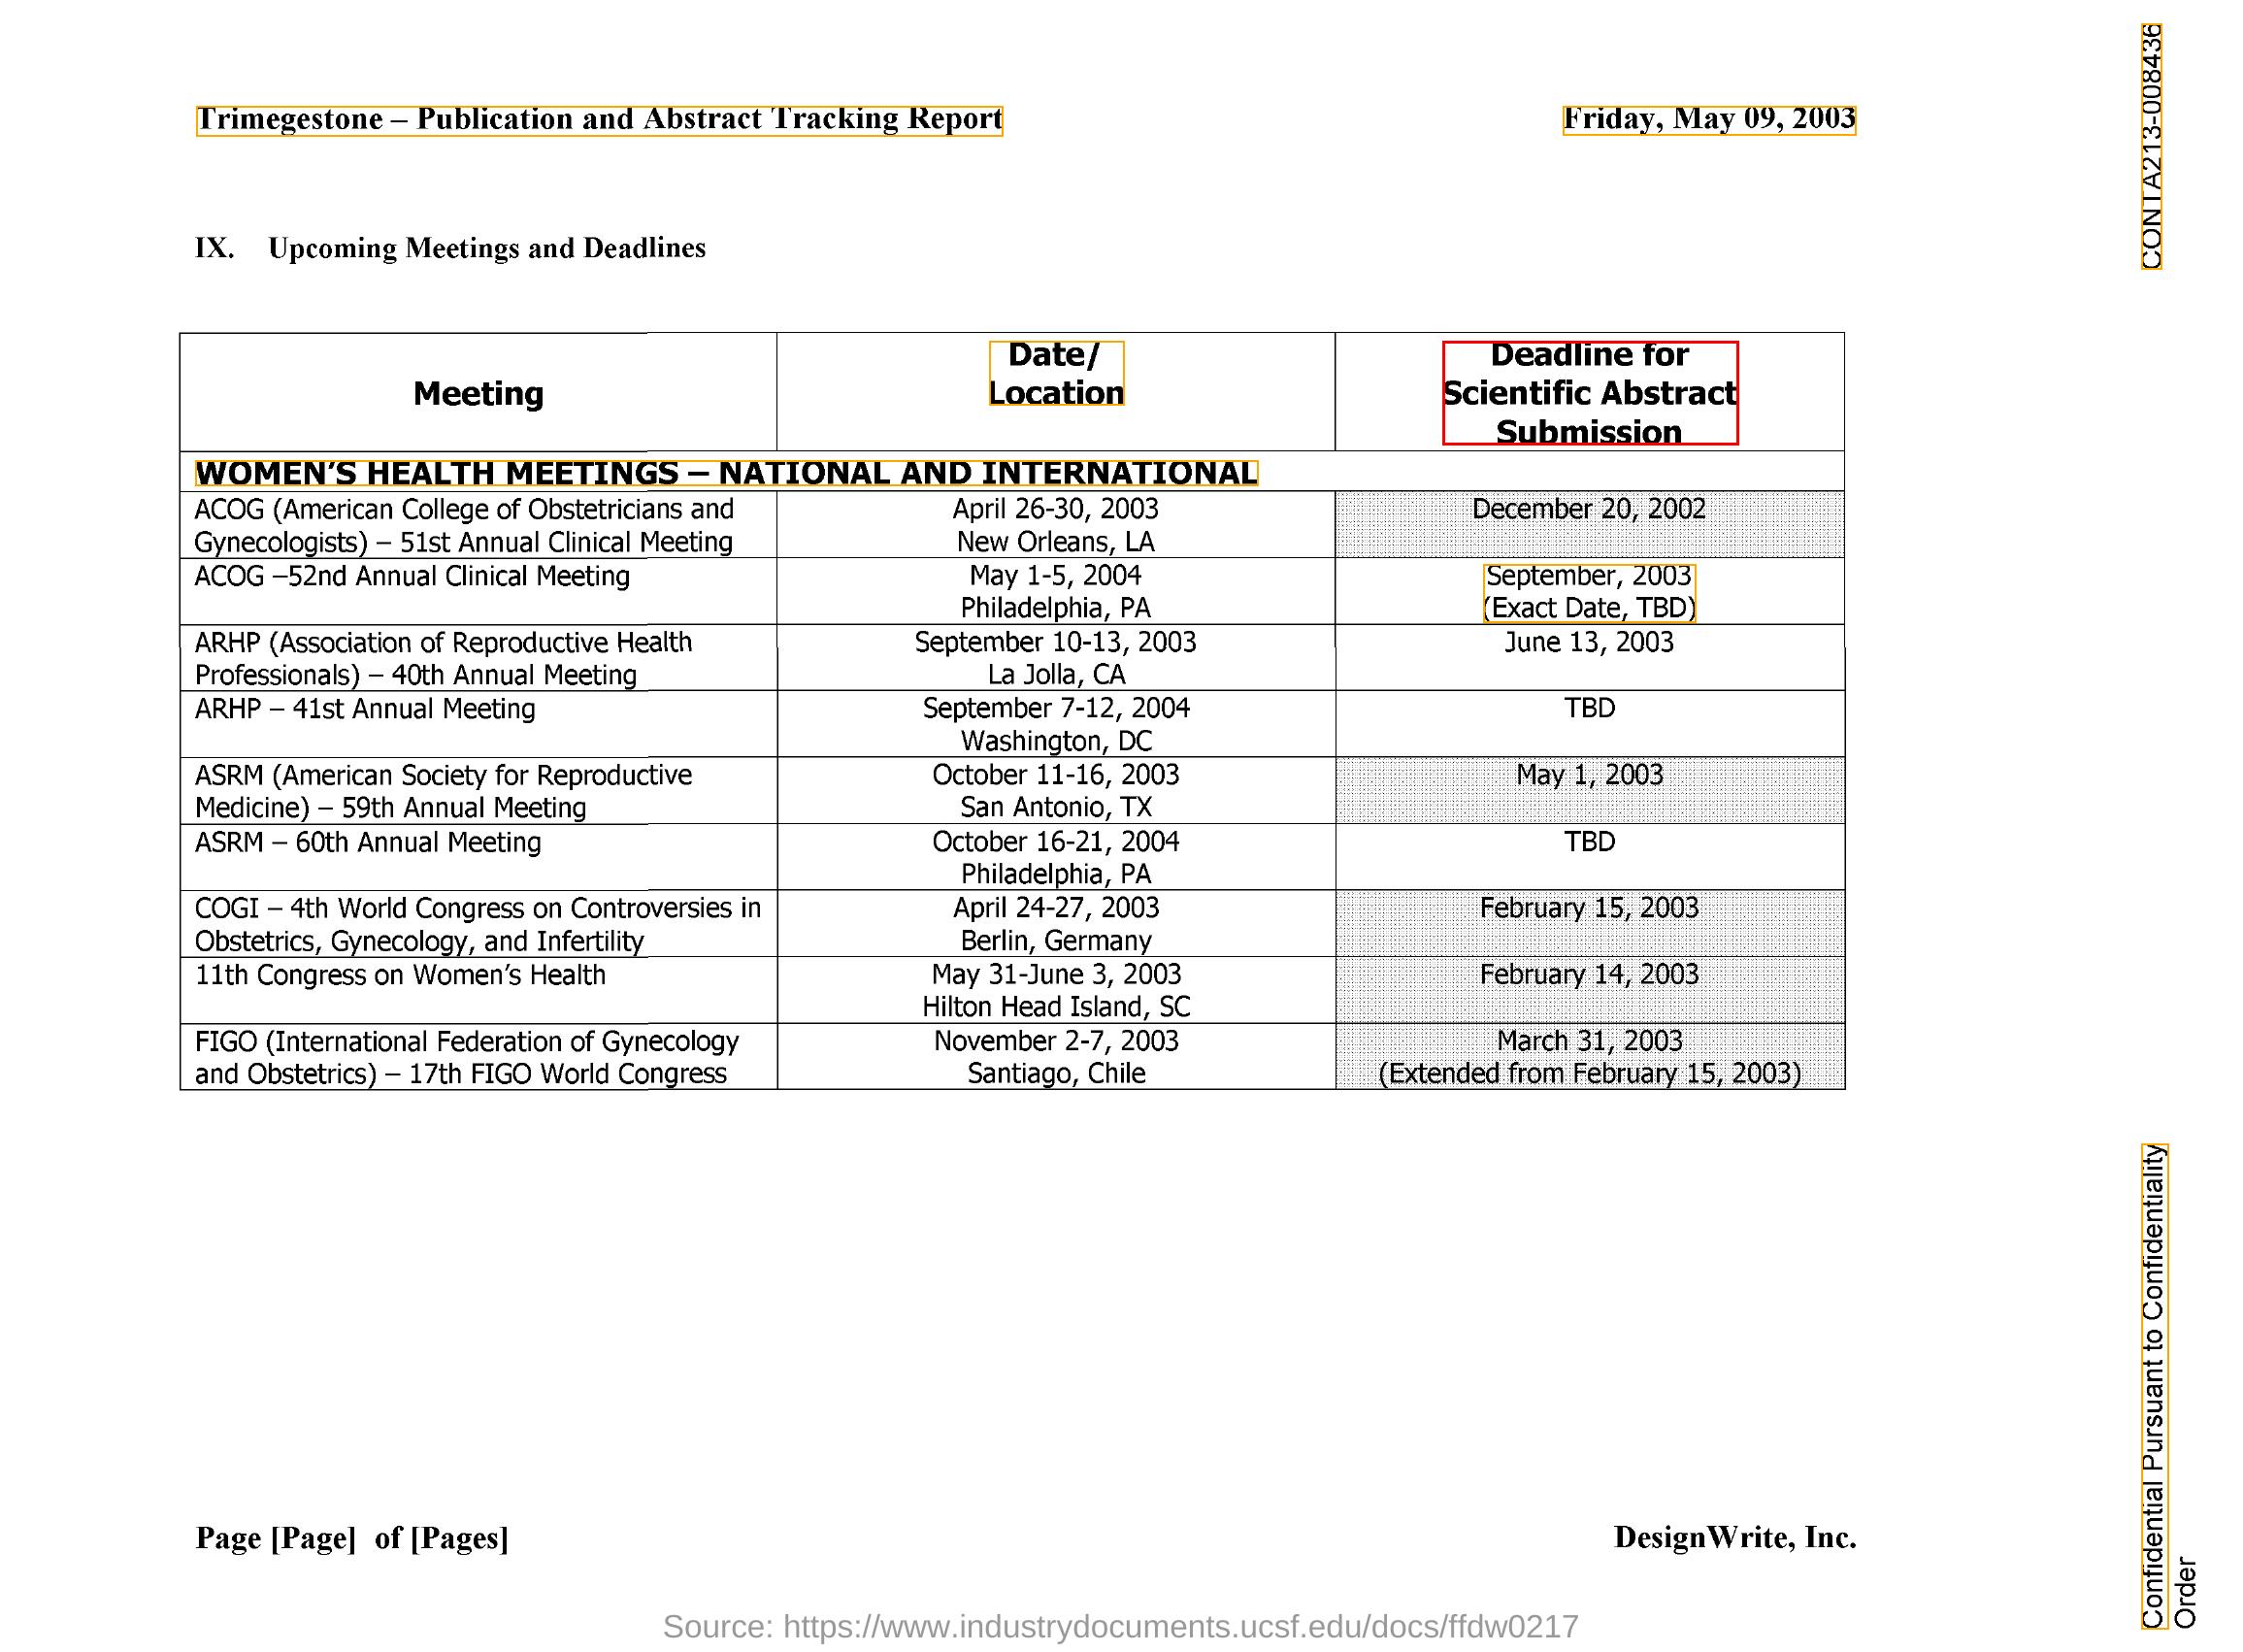 Trimegestone – Publication and Abstract Tracking Report
Friday, May 09, 2003
CONTA213-008436
IX. Upcoming Meetings and Deadlines
Meeting
Date/
Location
Deadline for
Scientific Abstract
Submission
WOMEN'S HEALTH MEETINGS – NATIONAL AND INTERNATIONAL
ACOG (American College of Obstetricians and
Gynecologists) – 51st Annual Clinical Meeting
April 26-30, 2003
New Orleans, LA
December 20, 2002
ACOG –52nd Annual Clinical Meeting
May 1-5, 2004
Philadelphia, PA
September, 2003
(Exact Date, TBD)
ARHP (Association of Reproductive Health
Professionals) – 40th Annual Meeting
September 10-13, 2003
La Jolla, CA
June 13, 2003
ARHP – 41st Annual Meeting
September 7-12, 2004
Washington, DC
TBD
ASRM (American Society for Reproductive
Medicine) – 59th Annual Meeting
October 11-16, 2003
San Antonio, TX
May 1, 2003
ASRM – 60th Annual Meeting
October 16-21, 2004
Philadelphia, PA
TBD
COGI – 4th World Congress on Controversies in
Obstetrics, Gynecology, and Infertility
April 24-27, 2003
Berlin, Germany
February 15, 2003
11th Congress on Women's Health
May 31-June 3, 2003
Hilton Head Island, SC
February 14, 2003
FIGO (International Federation of Gynecology
and Obstetrics) – 17th FIGO World Congress
November 2-7, 2003
Santiago, Chile
March 31, 2003
(Extended from February 15, 2003)
Page [Page] of [Pages]
DesignWrite, Inc.
Confidential Pursuant to Confidentiality
Order
Source: https://www.industrydocuments.ucsf.edu/docs/ffdw0217